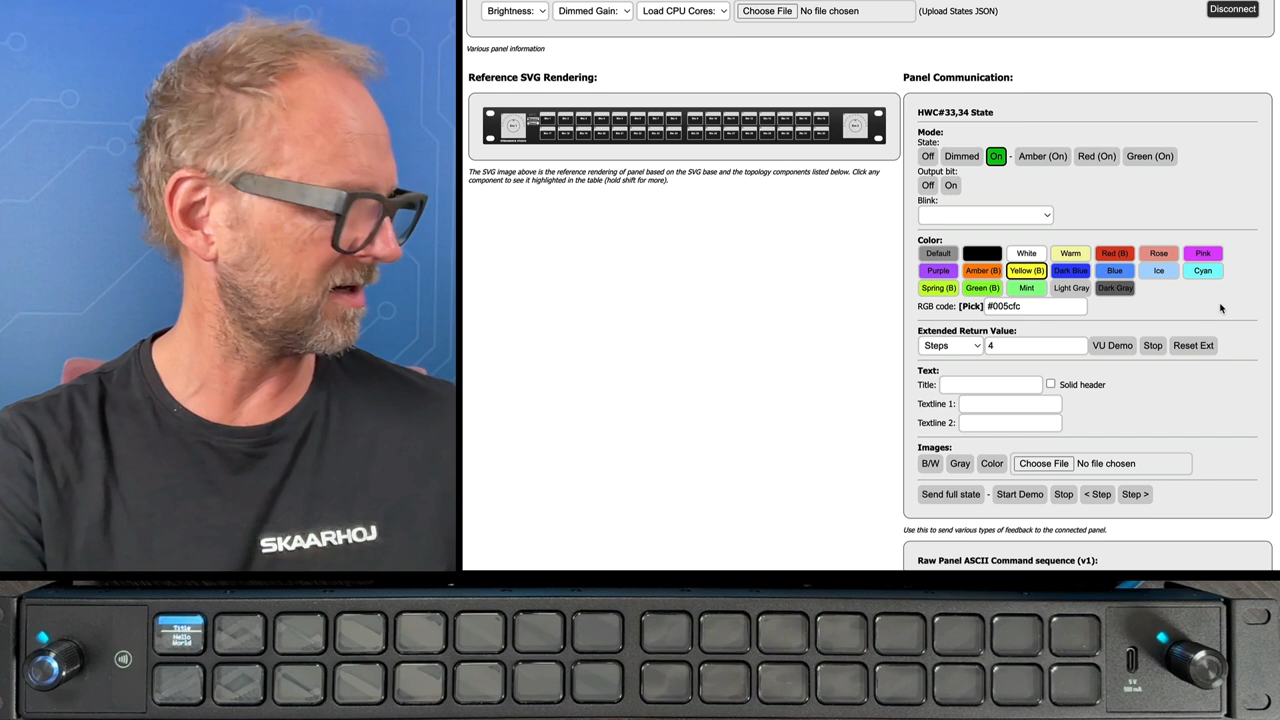 Brightness: Dimmed Gain: Load CPU Cores: Choose File No file chosen (Upload States JSON) Disconnect
Various panel information
Reference SVG Rendering:
The SVG image above is the reference rendering of panel based on the SVG base and the topology components listed below. Click any
component to see it highlighted in the table (hold shift for more).
Panel Communication:
HWC#33,34 State
Mode:
State:
Off Dimmed On - Amber (On) Red (On) Green (On)
Output bit:
Off On
Blink:
Color:
Default White Warm Red (B) Rose Pink
Purple Amber (B) Yellow (B) Dark Blue Blue Ice Cyan
Spring (B) Green (B) Mint Light Gray Dark Gray
RGB code: [Pick] #005cfc
Extended Return Value:
Steps 4 VU Demo Stop Reset Ext
Text:
Title: Solid header
Textline 1:
Textline 2:
Images:
B/W Gray Color Choose File No file chosen
Send full state - Start Demo Stop < Step Step >
Use this to send various types of feedback to the connected panel.
Raw Panel ASCII Command sequence (v1):
SKAARHOJ
Title
Hello
World
5 V